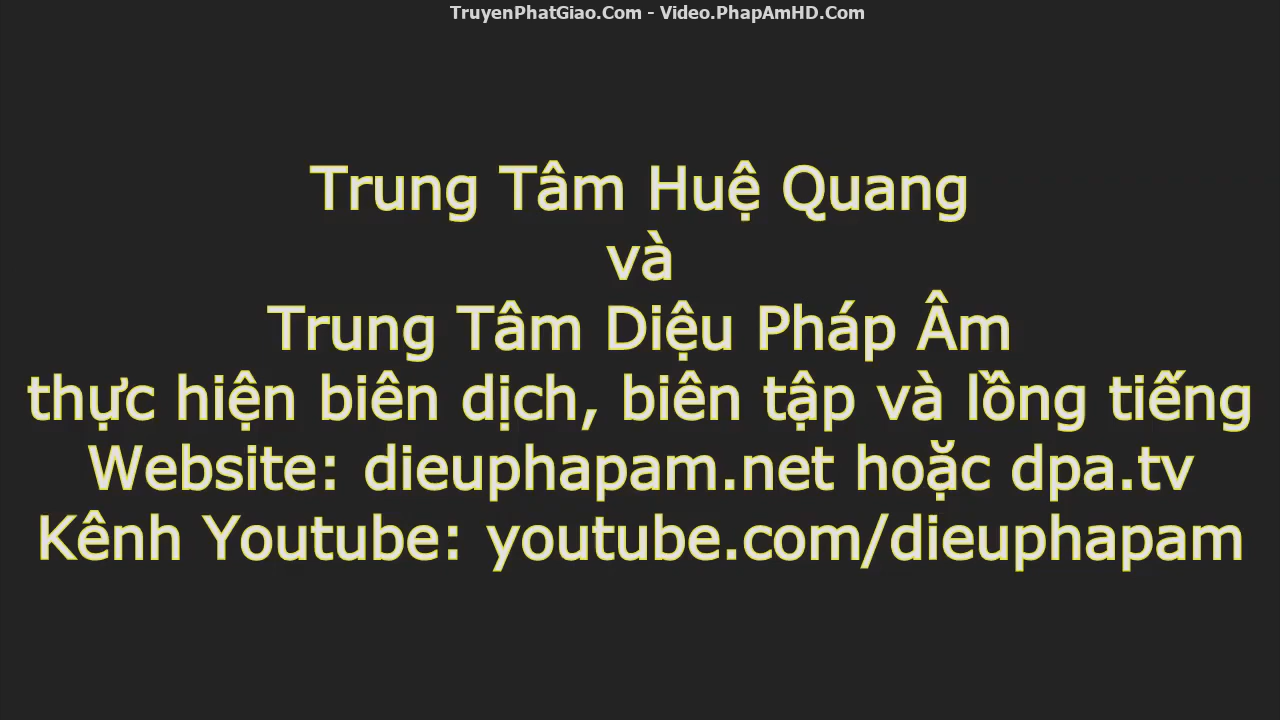 TruyenPhatGiao.Com - Video.PhapAmHD.Com
Trung Tâm Huệ Quang
và
Trung Tâm Diệu Pháp Âm
thực hiện biên dịch, biên tập và lồng tiếng
Website: dieuphapam.net hoặc dpa.tv
Kênh Youtube: youtube.com/dieuphapam